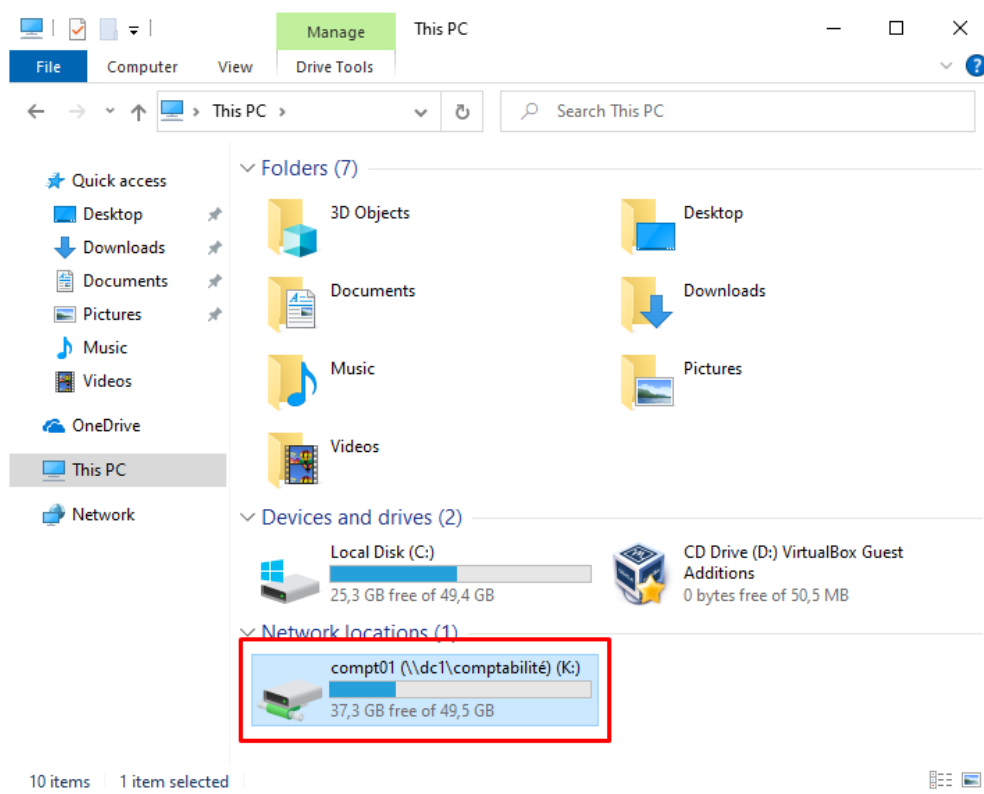 Manage
This PC
File
Computer
View
Drive Tools
?
This PC
Search This PC
Quick access
Desktop
Downloads
Documents
Pictures
Music
Videos
OneDrive
This PC
Network
Folders (7)
3D Objects
Desktop
Documents
Downloads
Music
Pictures
Videos
Devices and drives (2)
Local Disk (C:)
25,3 GB free of 49,4 GB
CD Drive (D:) VirtualBox Guest
Additions
0 bytes free of 50,5 MB
Network locations (1)
compt01 (\\dc1\comptabilité) (K:)
37,3 GB free of 49,5 GB
10 items
1 item selected